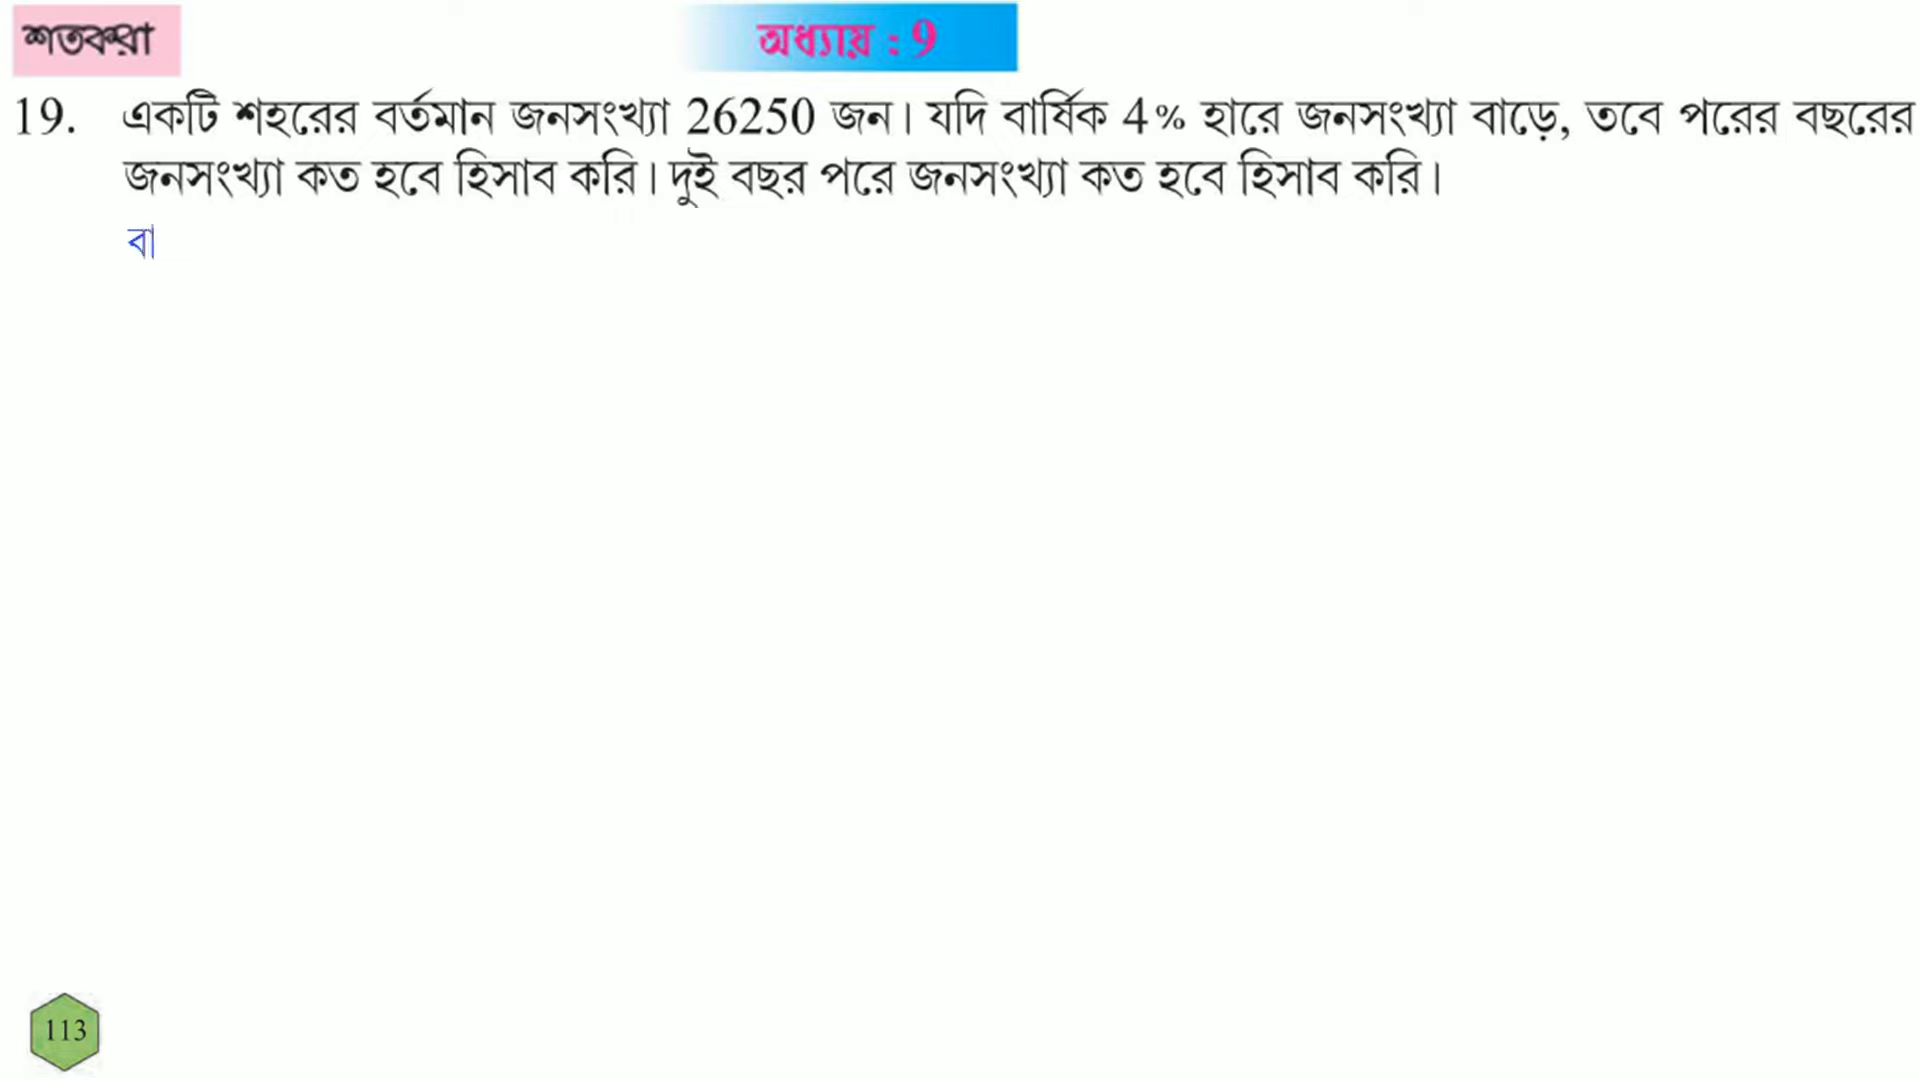 শতকরা
অধ্যায় : 9
19. একটি শহরের বর্তমান জনসংখ্যা 26250 জন। যদি বার্ষিক 4% হারে জনসংখ্যা বাড়ে, তবে পরের বছরের
জনসংখ্যা কত হবে হিসাব করি। দুই বছর পরে জনসংখ্যা কত হবে হিসাব করি।
বা
113